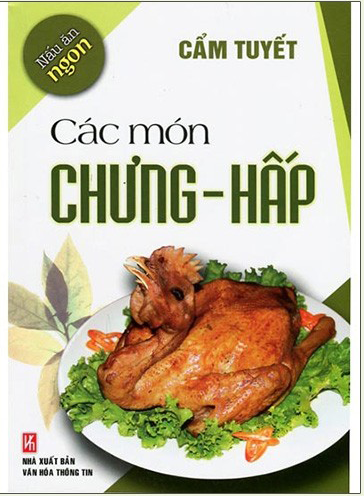 Nấu ăn
ngon
CẨM TUYẾT
Các món
CHƯNG-HẤP
NHÀ XUẤT BẢN
VĂN HÓA THÔNG TIN